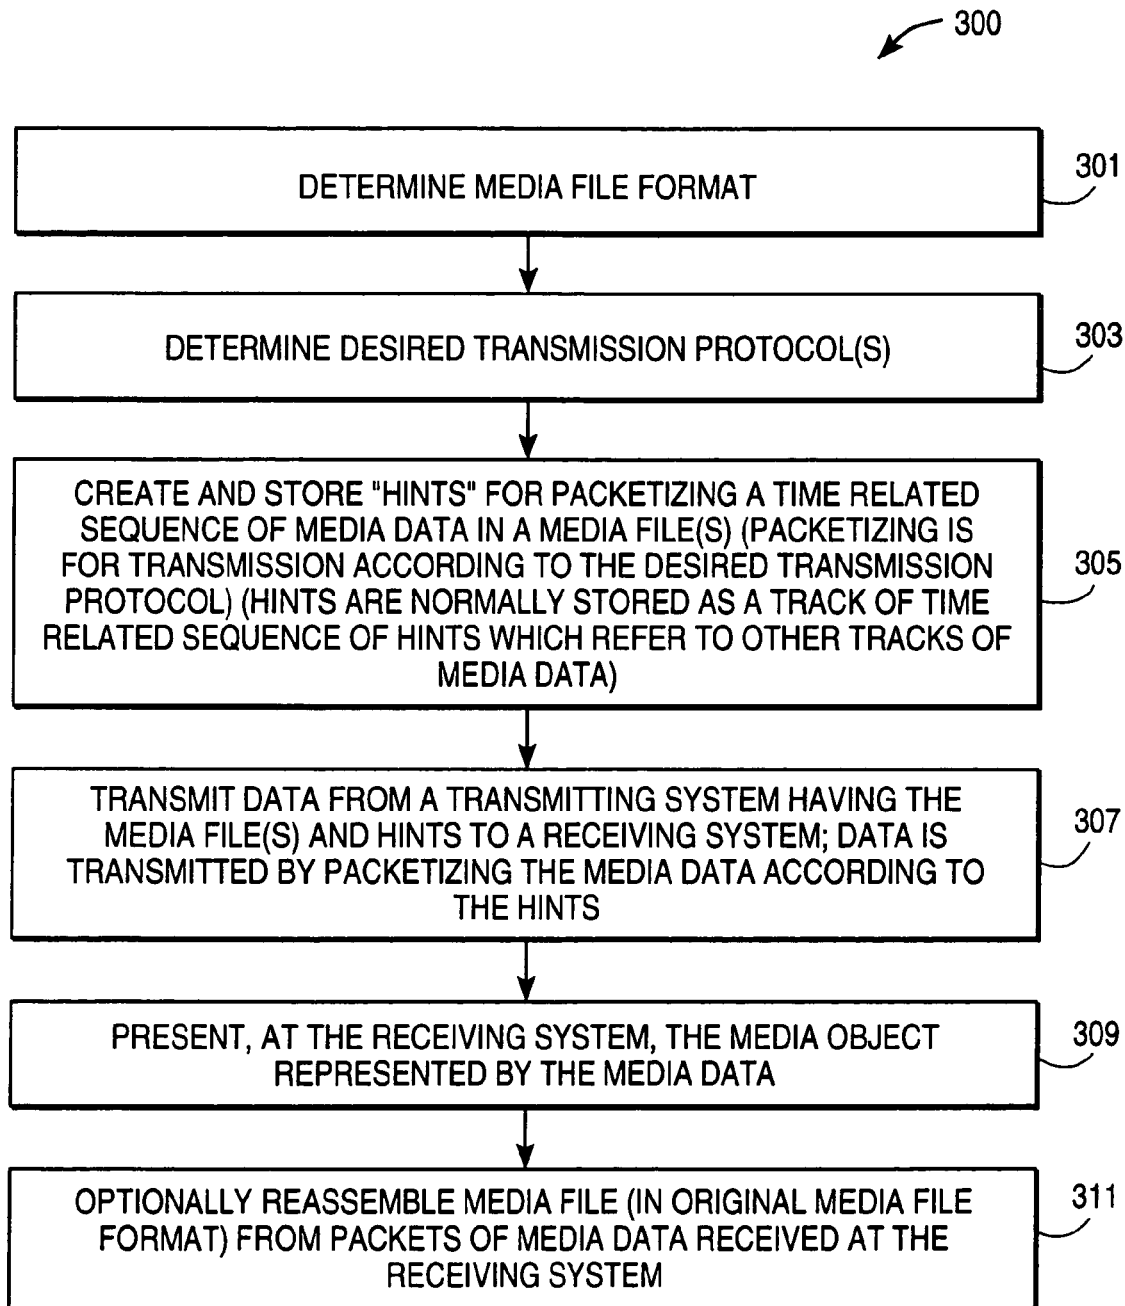 300
DETERMINE MEDIA FILE FORMAT
301
DETERMINE DESIRED TRANSMISSION PROTOCOL(S)
303
CREATE AND STORE "HINTS" FOR PACKETIZING A TIME RELATED
SEQUENCE OF MEDIA DATA IN A MEDIA FILE(S) (PACKETIZING IS
FOR TRANSMISSION ACCORDING TO THE DESIRED TRANSMISSION
PROTOCOL) (HINTS ARE NORMALLY STORED AS A TRACK OF TIME
RELATED SEQUENCE OF HINTS WHICH REFER TO OTHER TRACKS OF
MEDIA DATA)
305
TRANSMIT DATA FROM A TRANSMITTING SYSTEM HAVING THE
MEDIA FILE(S) AND HINTS TO A RECEIVING SYSTEM; DATA IS
TRANSMITTED BY PACKETIZING THE MEDIA DATA ACCORDING TO
THE HINTS
307
PRESENT, AT THE RECEIVING SYSTEM, THE MEDIA OBJECT
REPRESENTED BY THE MEDIA DATA
309
OPTIONALLY REASSEMBLE MEDIA FILE (IN ORIGINAL MEDIA FILE
FORMAT) FROM PACKETS OF MEDIA DATA RECEIVED AT THE
RECEIVING SYSTEM
311